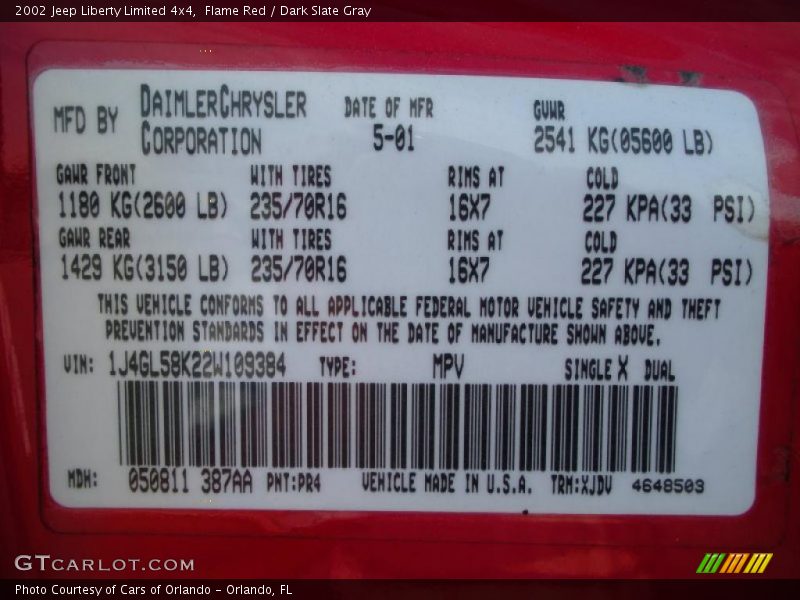 2002 Jeep Liberty Limited 4x4,  Flame Red / Dark Slate Gray
MFD BY DAIMLERCHRYSLER CORPORATION DATE OF MFR 5-01 GVWR 2541 KG(05600 LB)
GAWR FRONT WITH TIRES RIMS AT COLD
1180 KG(2600 LB) 235/70R16 16X7 227 KPA(33 PSI)
GAWR REAR WITH TIRES RIMS AT COLD
1429 KG(3150 LB) 235/70R16 16X7 227 KPA(33 PSI)
THIS VEHICLE CONFORMS TO ALL APPLICABLE FEDERAL MOTOR VEHICLE SAFETY AND THEFT
PREVENTION STANDARDS IN EFFECT ON THE DATE OF MANUFACTURE SHOWN ABOVE.
VIN: 1J4GL58K22W109384 TYPE: MPV SINGLE X DUAL
MDH: 050811 387AA PNT:PR4 VEHICLE MADE IN U.S.A. TRM:XJDV 4648503
GTCARLOT.COM
Photo Courtesy of Cars of Orlando - Orlando, FL